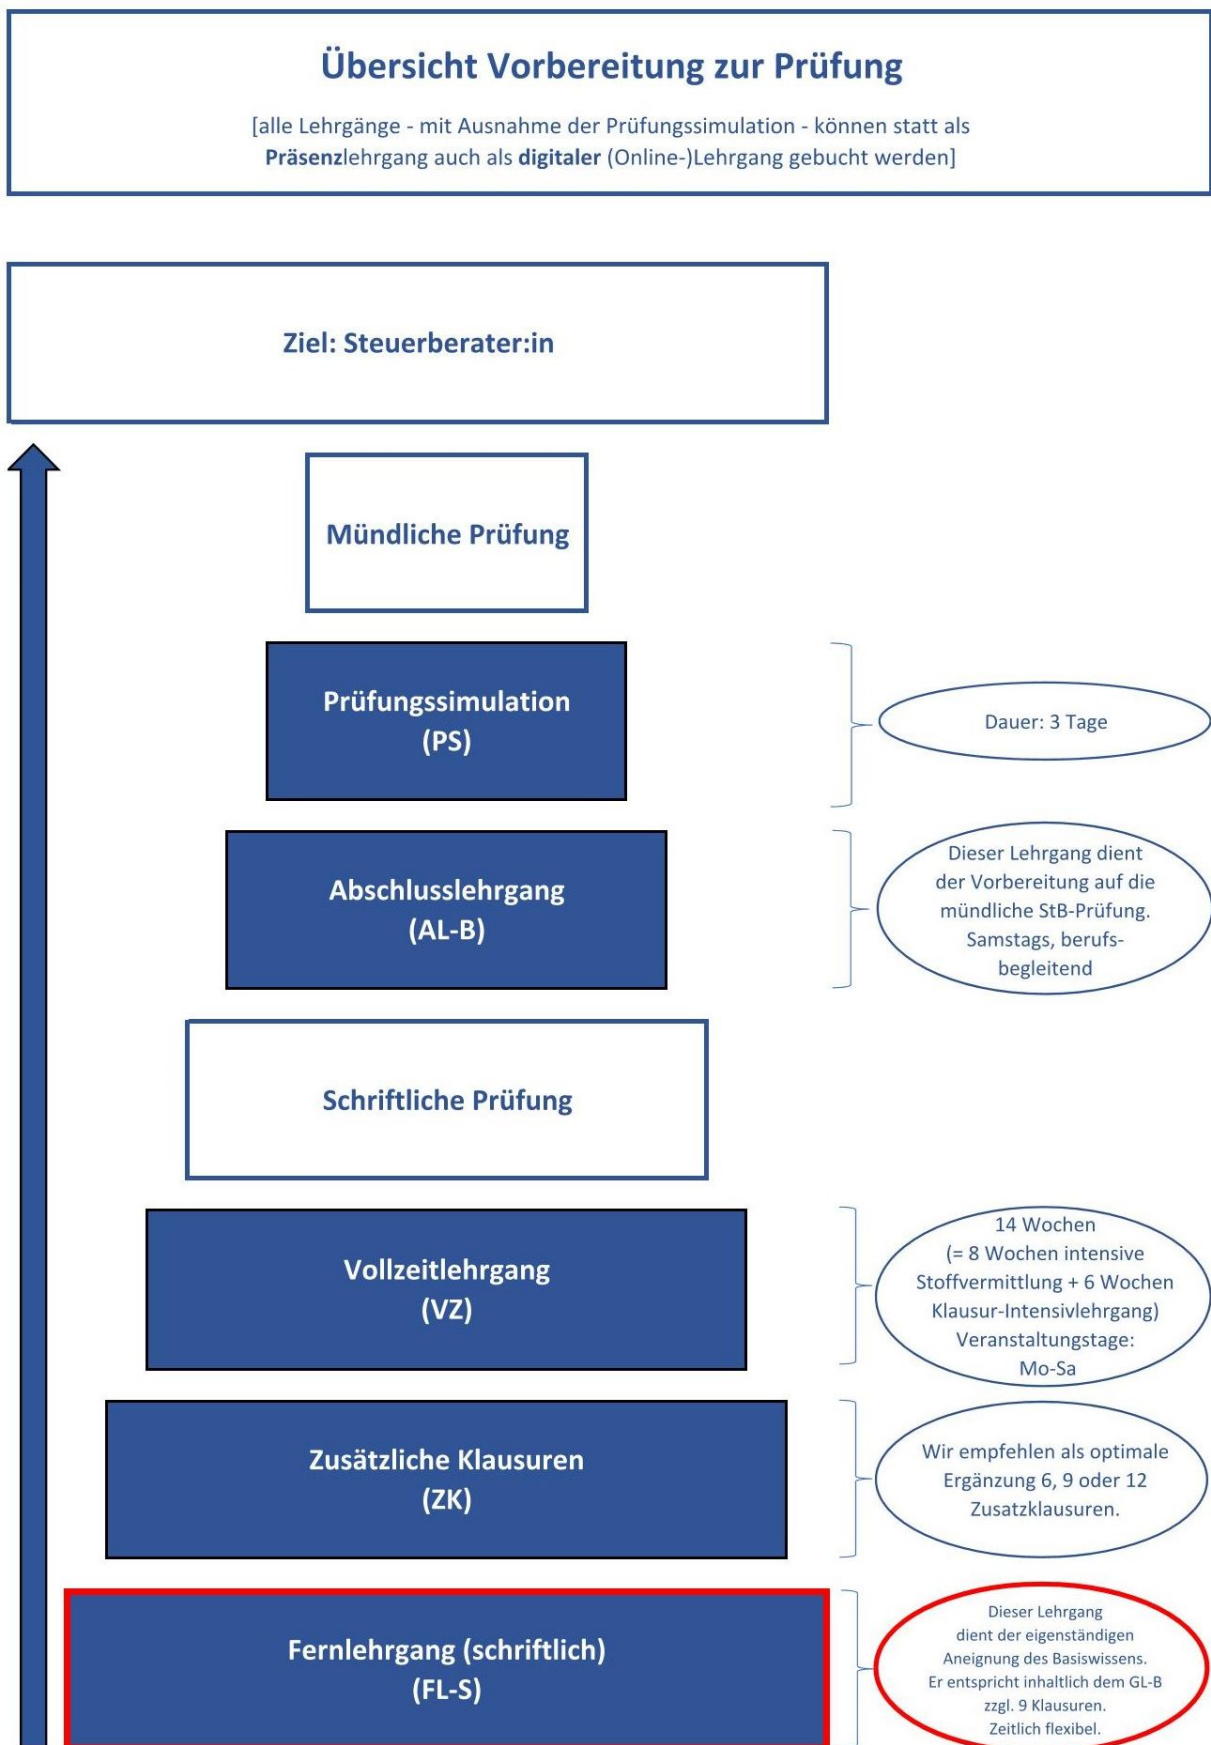 Übersicht Vorbereitung zur Prüfung
[alle Lehrgänge - mit Ausnahme der Prüfungssimulation - können statt als
Präsenzlehrgang auch als digitaler (Online-)Lehrgang gebucht werden]
Ziel: Steuerberater:in
Mündliche Prüfung
Prüfungssimulation
(PS)
Dauer: 3 Tage
Abschlusslehrgang
(AL-B)
Dieser Lehrgang dient
der Vorbereitung auf die
mündliche StB-Prüfung.
Samstags, berufs-
begleitend
Schriftliche Prüfung
Vollzeitlehrgang
(VZ)
14 Wochen
(= 8 Wochen intensive
Stoffvermittlung + 6 Wochen
Klausur-Intensivlehrgang)
Veranstaltungstage:
Mo-Sa
Zusätzliche Klausuren
(ZK)
Wir empfehlen als optimale
Ergänzung 6, 9 oder 12
Zusatzklausuren.
Fernlehrgang (schriftlich)
(FL-S)
Dieser Lehrgang
dient der eigenständigen
Aneignung des Basiswissens.
Er entspricht inhaltlich dem GL-B
zzgl. 9 Klausuren.
Zeitlich flexibel.